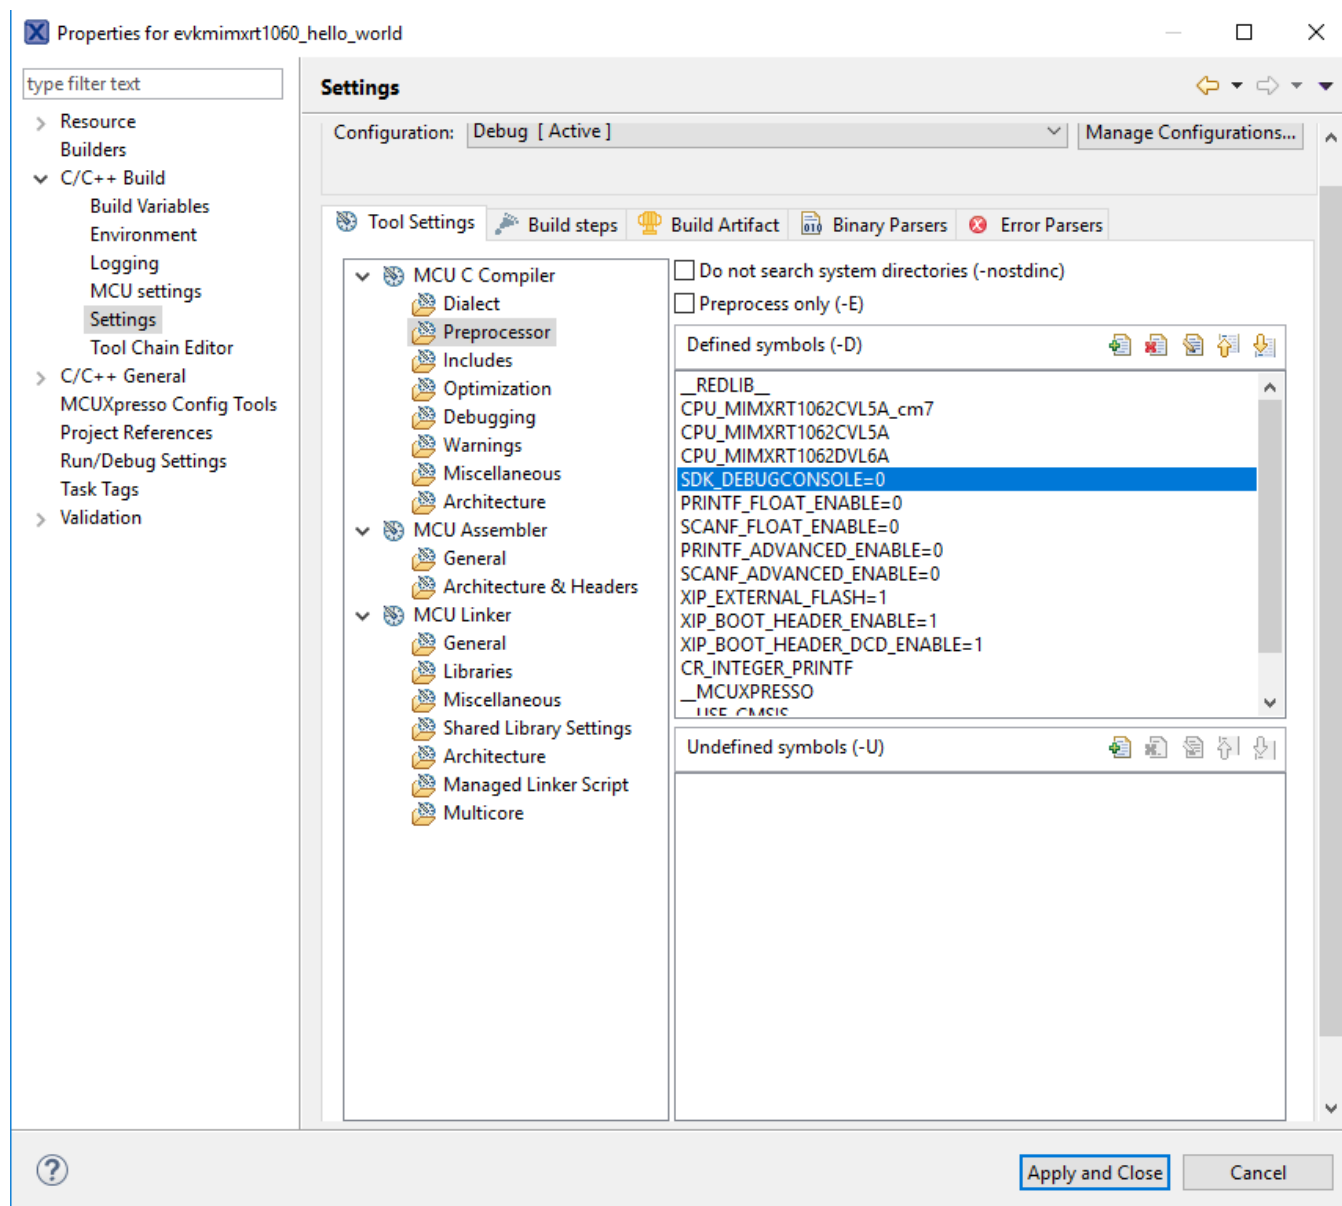 Properties for evkmimxrt1060_hello_world
type filter text
Resource
Builders
C/C++ Build
Build Variables
Environment
Logging
MCU settings
Settings
Tool Chain Editor
C/C++ General
MCUXpresso Config Tools
Project References
Run/Debug Settings
Task Tags
Validation
Settings
Configuration: Debug [ Active ] Manage Configurations...
Tool Settings Build steps Build Artifact Binary Parsers Error Parsers
MCU C Compiler
Dialect
Preprocessor
Includes
Optimization
Debugging
Warnings
Miscellaneous
Architecture
MCU Assembler
General
Architecture & Headers
MCU Linker
General
Libraries
Miscellaneous
Shared Library Settings
Architecture
Managed Linker Script
Multicore
Do not search system directories (-nostdinc)
Preprocess only (-E)
Defined symbols (-D)
__REDLIB__
CPU_MIMXRT1062CVL5A_cm7
CPU_MIMXRT1062CVL5A
CPU_MIMXRT1062DVL6A
SDK_DEBUGCONSOLE=0
PRINTF_FLOAT_ENABLE=0
SCANF_FLOAT_ENABLE=0
PRINTF_ADVANCED_ENABLE=0
SCANF_ADVANCED_ENABLE=0
XIP_EXTERNAL_FLASH=1
XIP_BOOT_HEADER_ENABLE=1
XIP_BOOT_HEADER_DCD_ENABLE=1
CR_INTEGER_PRINTF
__MCUXPRESSO
__USE_CMSIS
Undefined symbols (-U)
Apply and Close
Cancel